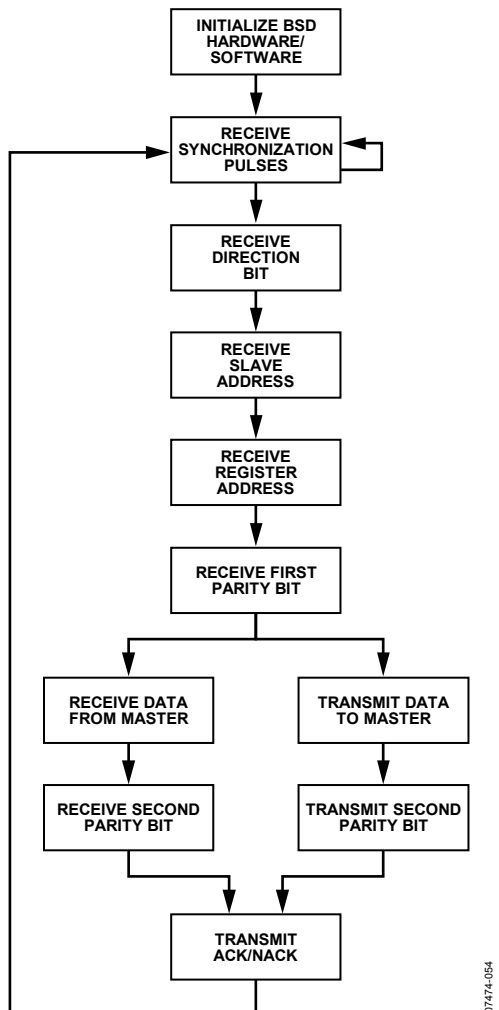 INITIALIZE BSD
HARDWARE/
SOFTWARE
RECEIVE
SYNCHRONIZATION
PULSES
RECEIVE
DIRECTION
BIT
RECEIVE
SLAVE
ADDRESS
RECEIVE
REGISTER
ADDRESS
RECEIVE FIRST
PARITY BIT
RECEIVE DATA
FROM MASTER
TRANSMIT DATA
TO MASTER
RECEIVE SECOND
PARITY BIT
TRANSMIT SECOND
PARITY BIT
TRANSMIT
ACK/NACK
07474-054